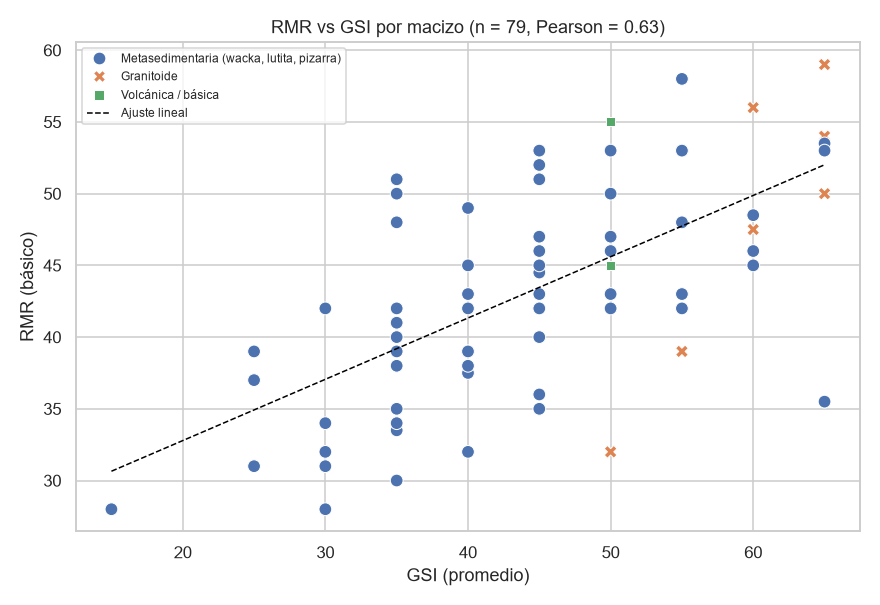 RMR vs GSI por macizo (n = 79, Pearson = 0.63)
Metasedimentaria (wacka, lutita, pizarra)
Granitoide
Volcánica / básica
Ajuste lineal
RMR (básico)
60
55
50
45
40
35
30
20
30
40
50
60
GSI (promedio)